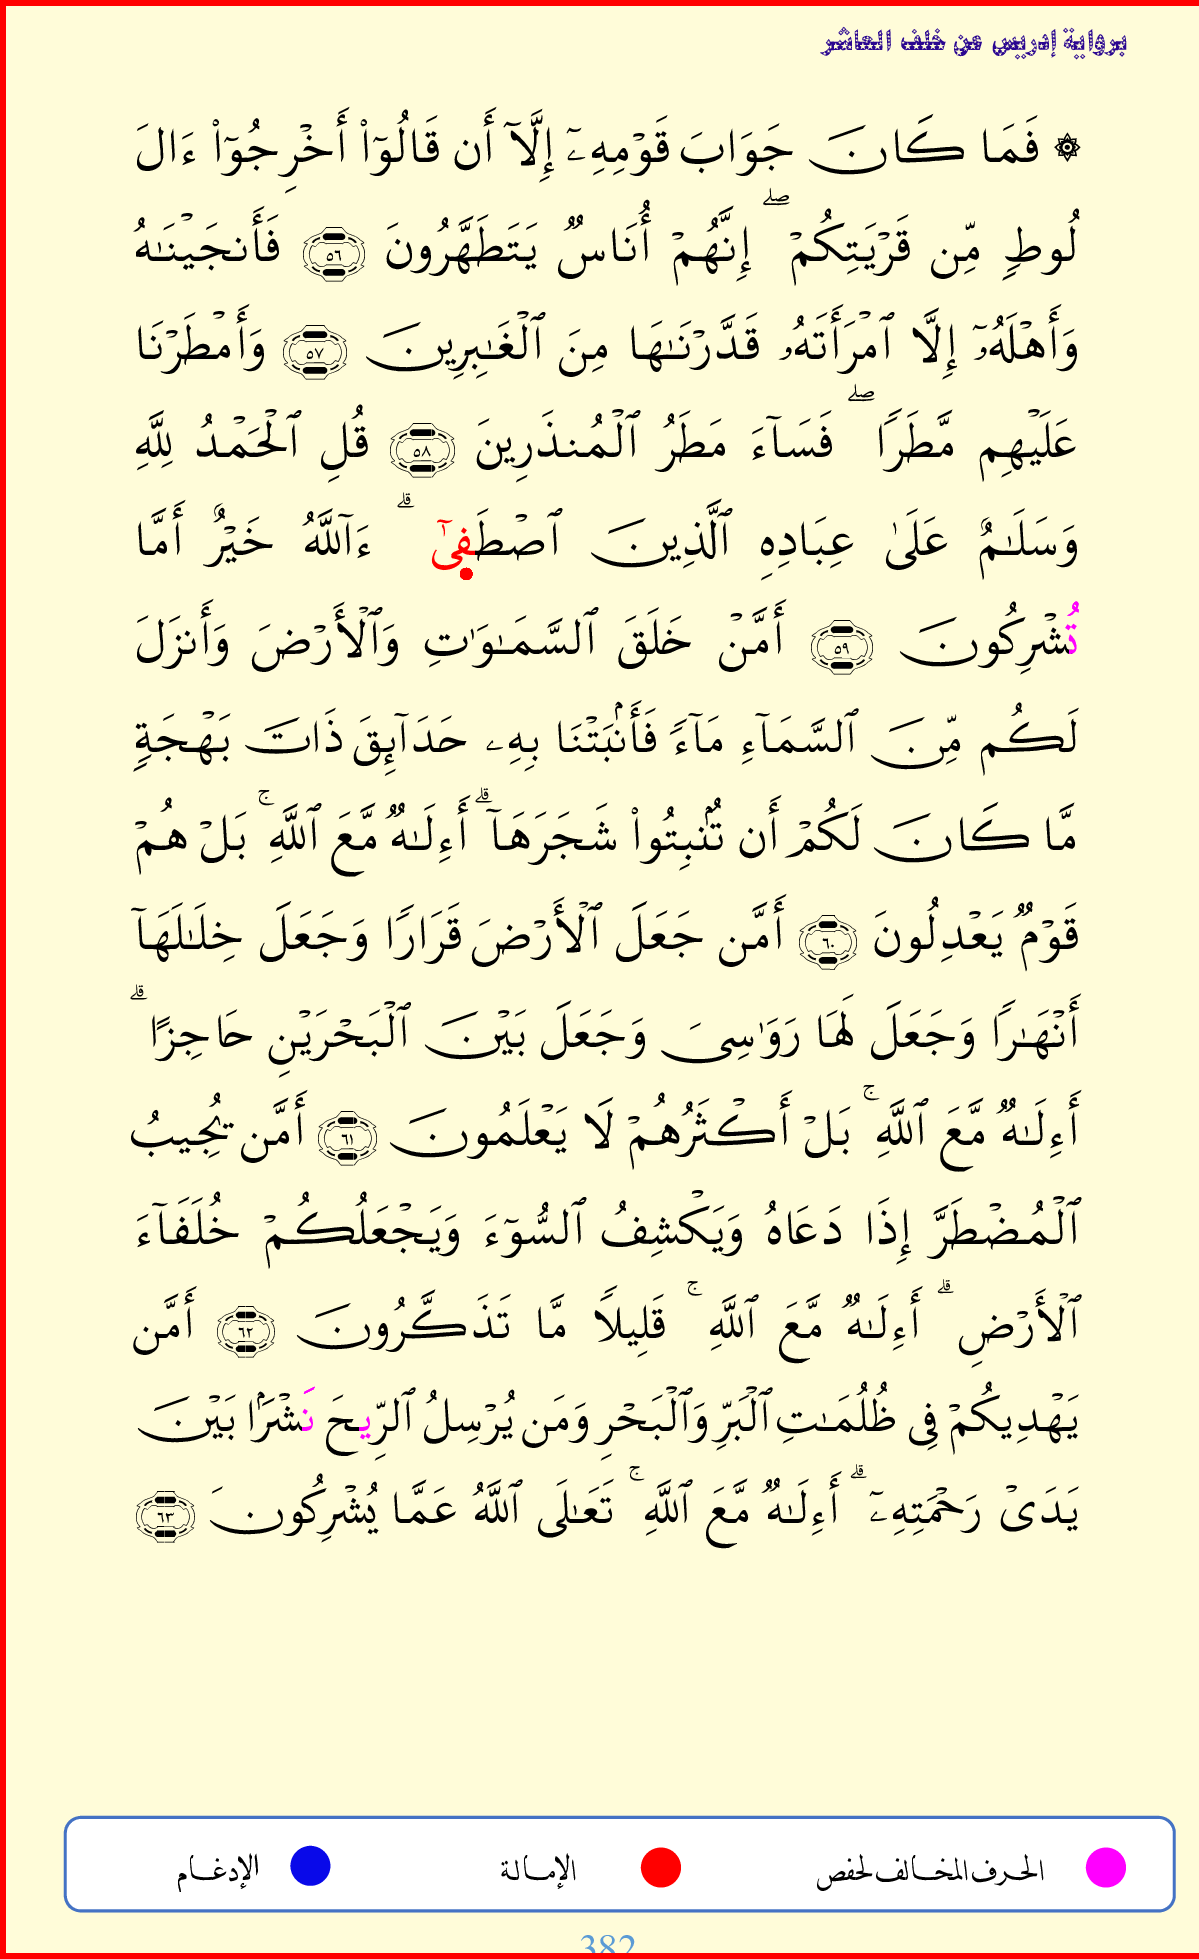 برواية إدريس عن خلف العاشر
۞ فَمَا كَانَ جَوَابَ قَوْمِهِۦٓ إِلَّآ أَن قَالُوٓا۟ أَخْرِجُوٓا۟ ءَالَ
لُوطٍ مِّن قَرْيَتِكُمْ ۖ إِنَّهُمْ أُنَاسٌ يَتَطَهَّرُونَ ٥٦ فَأَنجَيْنَـٰهُ
وَأَهْلَهُۥٓ إِلَّا ٱمْرَأَتَهُۥ قَدَّرْنَـٰهَا مِنَ ٱلْغَـٰبِرِينَ ٥٧ وَأَمْطَرْنَا
عَلَيْهِم مَّطَرًا ۖ فَسَآءَ مَطَرُ ٱلْمُنذَرِينَ ٥٨ قُلِ ٱلْحَمْدُ لِلَّهِ
وَسَلَـٰمٌ عَلَىٰ عِبَادِهِ ٱلَّذِينَ ٱصْطَفِىٓ ۗ ءَآللَّهُ خَيْرٌ أَمَّا
تُشْرِكُونَ ٥٩ أَمَّنْ خَلَقَ ٱلسَّمَـٰوَٰتِ وَٱلْأَرْضَ وَأَنزَلَ
لَكُم مِّنَ ٱلسَّمَآءِ مَآءً فَأَنۢبَتْنَا بِهِۦ حَدَآئِقَ ذَاتَ بَهْجَةٍ
مَّا كَانَ لَكُمْ أَن تُنۢبِتُوا۟ شَجَرَهَآ ۗ أَءِلَـٰهٌ مَّعَ ٱللَّهِ ۚ بَلْ هُمْ
قَوْمٌ يَعْدِلُونَ ٦٠ أَمَّن جَعَلَ ٱلْأَرْضَ قَرَارًا وَجَعَلَ خِلَـٰلَهَآ
أَنْهَـٰرًا وَجَعَلَ لَهَا رَوَٰسِىَ وَجَعَلَ بَيْنَ ٱلْبَحْرَيْنِ حَاجِزًا ۗ
أَءِلَـٰهٌ مَّعَ ٱللَّهِ ۚ بَلْ أَكْثَرُهُمْ لَا يَعْلَمُونَ ٦١ أَمَّن يُجِيبُ
ٱلْمُضْطَرَّ إِذَا دَعَاهُ وَيَكْشِفُ ٱلسُّوٓءَ وَيَجْعَلُكُمْ خُلَفَآءَ
ٱلْأَرْضِ ۗ أَءِلَـٰهٌ مَّعَ ٱللَّهِ ۚ قَلِيلًا مَّا تَذَكَّرُونَ ٦٢ أَمَّن
يَهْدِيكُمْ فِى ظُلُمَـٰتِ ٱلْبَرِّ وَٱلْبَحْرِ وَمَن يُرْسِلُ ٱلرِّيحَ نَشْرًۢا بَيْنَ
يَدَىْ رَحْمَتِهِۦٓ ۗ أَءِلَـٰهٌ مَّعَ ٱللَّهِ ۚ تَعَـٰلَى ٱللَّهُ عَمَّا يُشْرِكُونَ ٦٣
الحرف المخالف لحفص الإمالة الإدغام
382